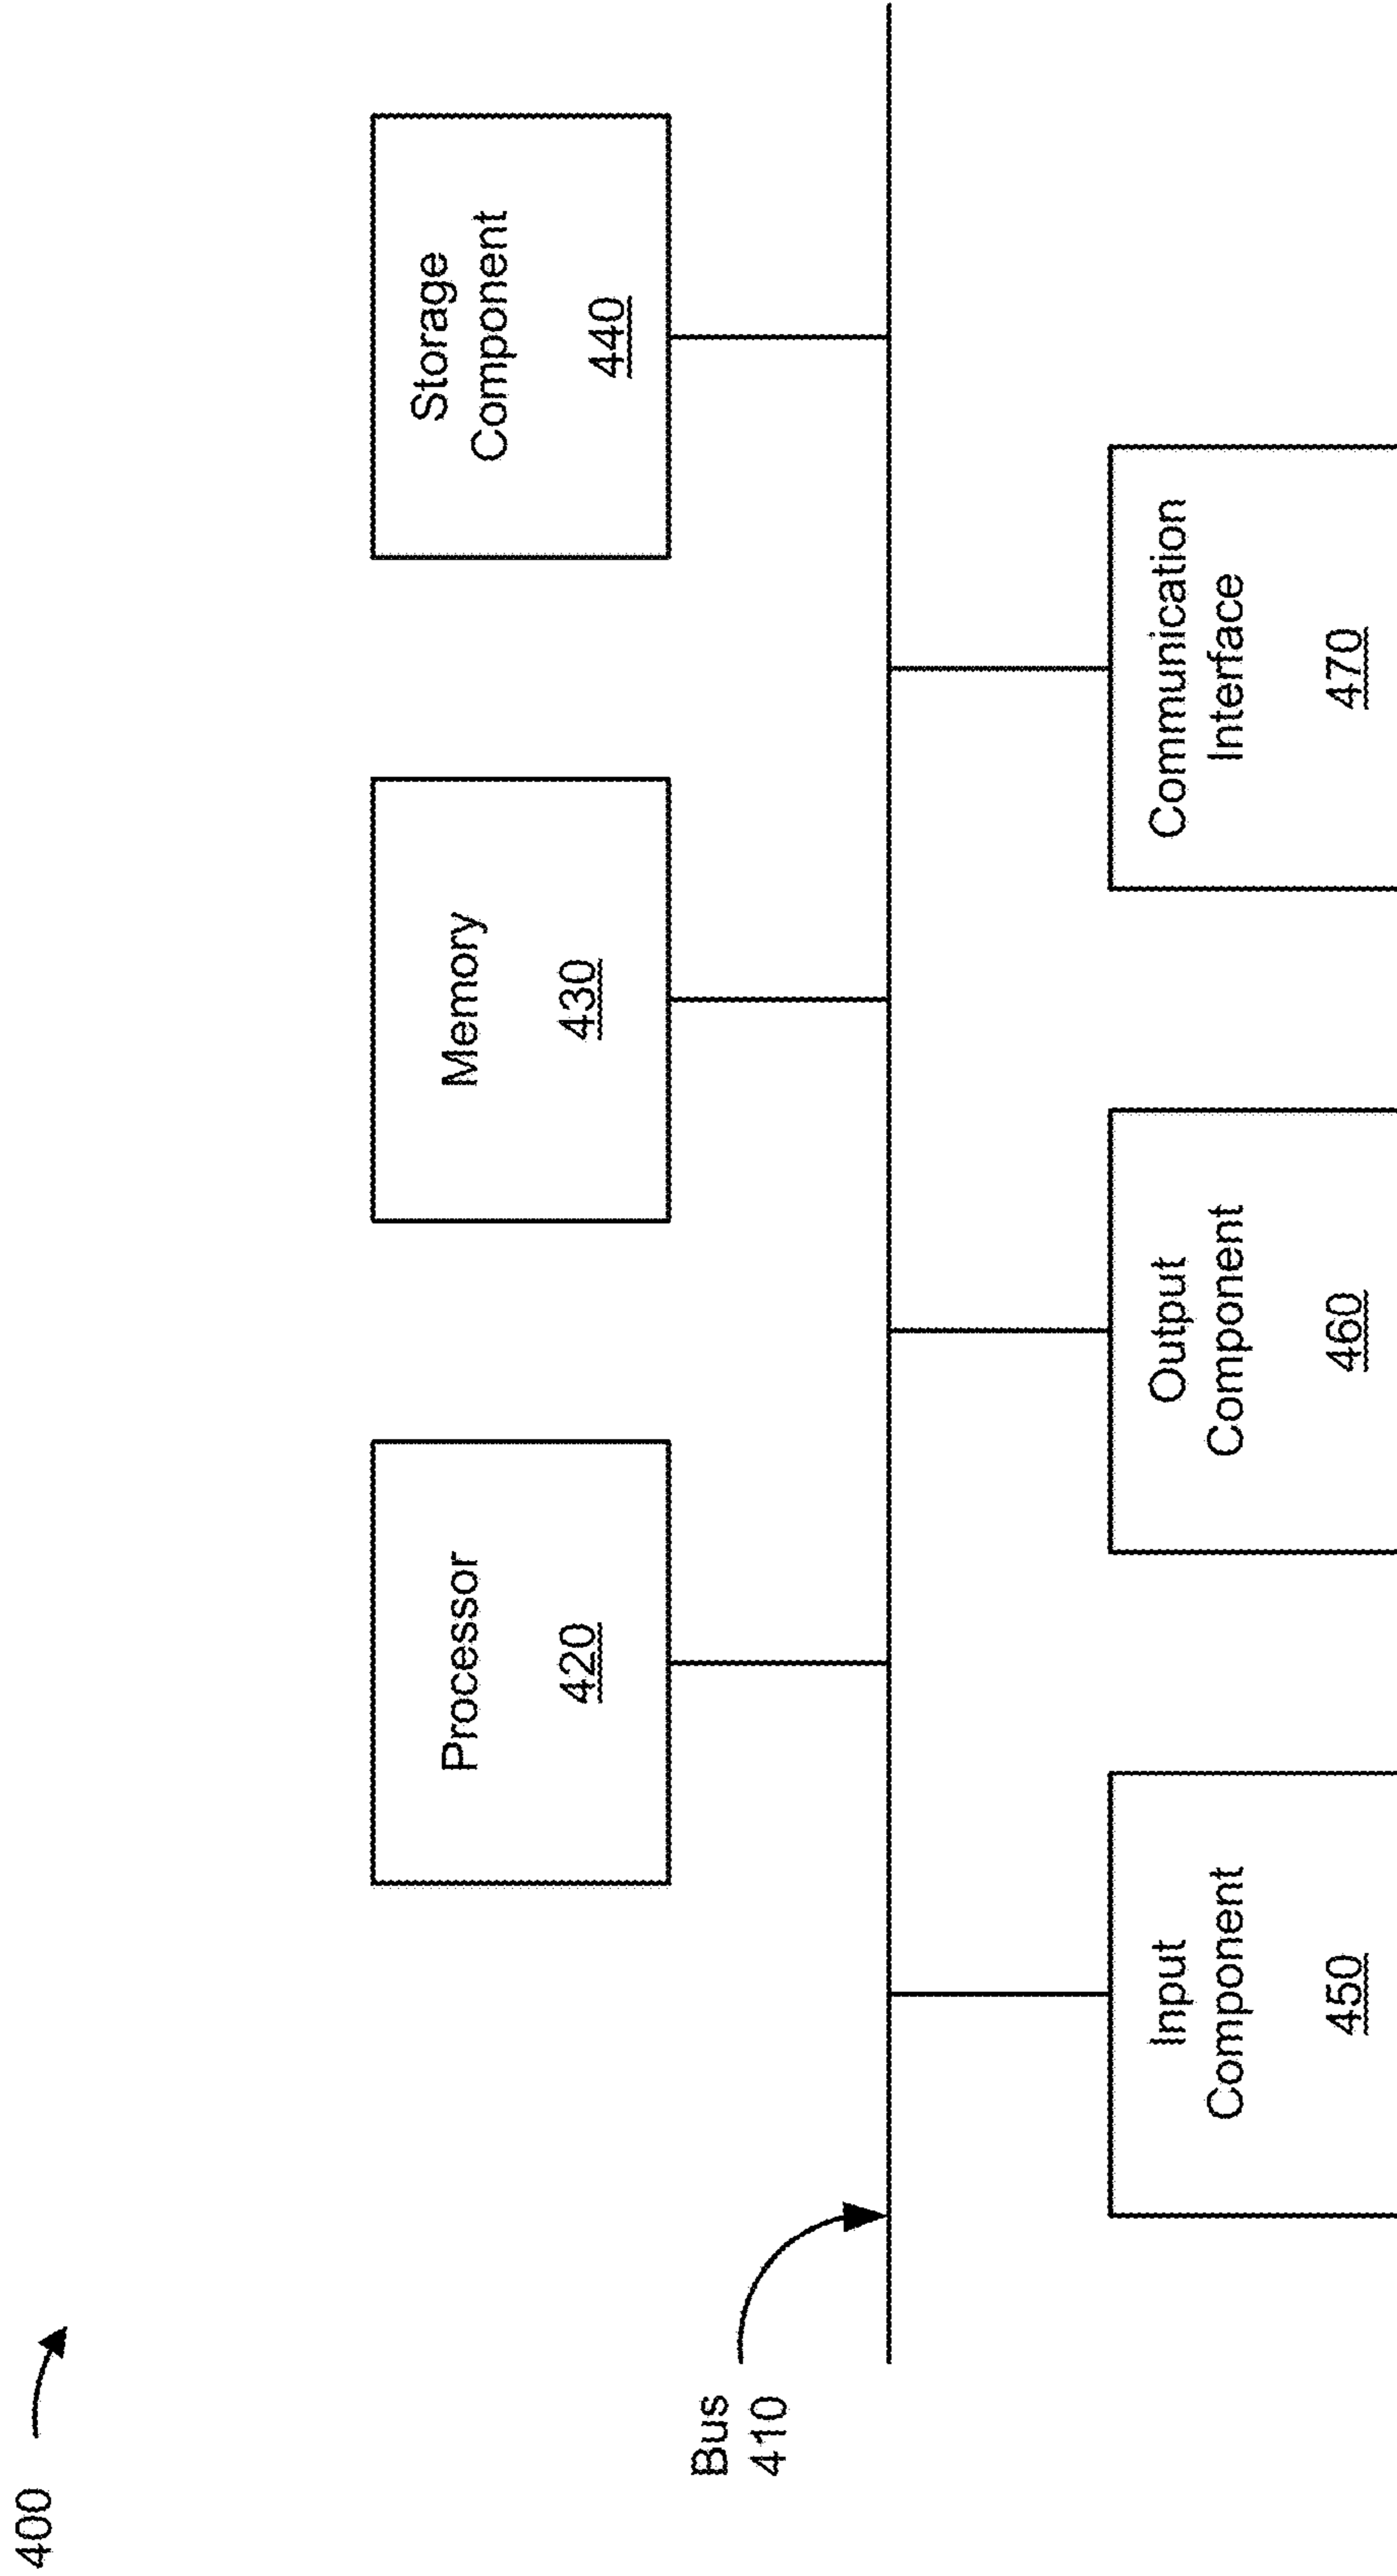 400
Processor
420
Memory
430
Storage
Component
440
Bus
410
Input
Component
450
Output
Component
460
Communication
Interface
470